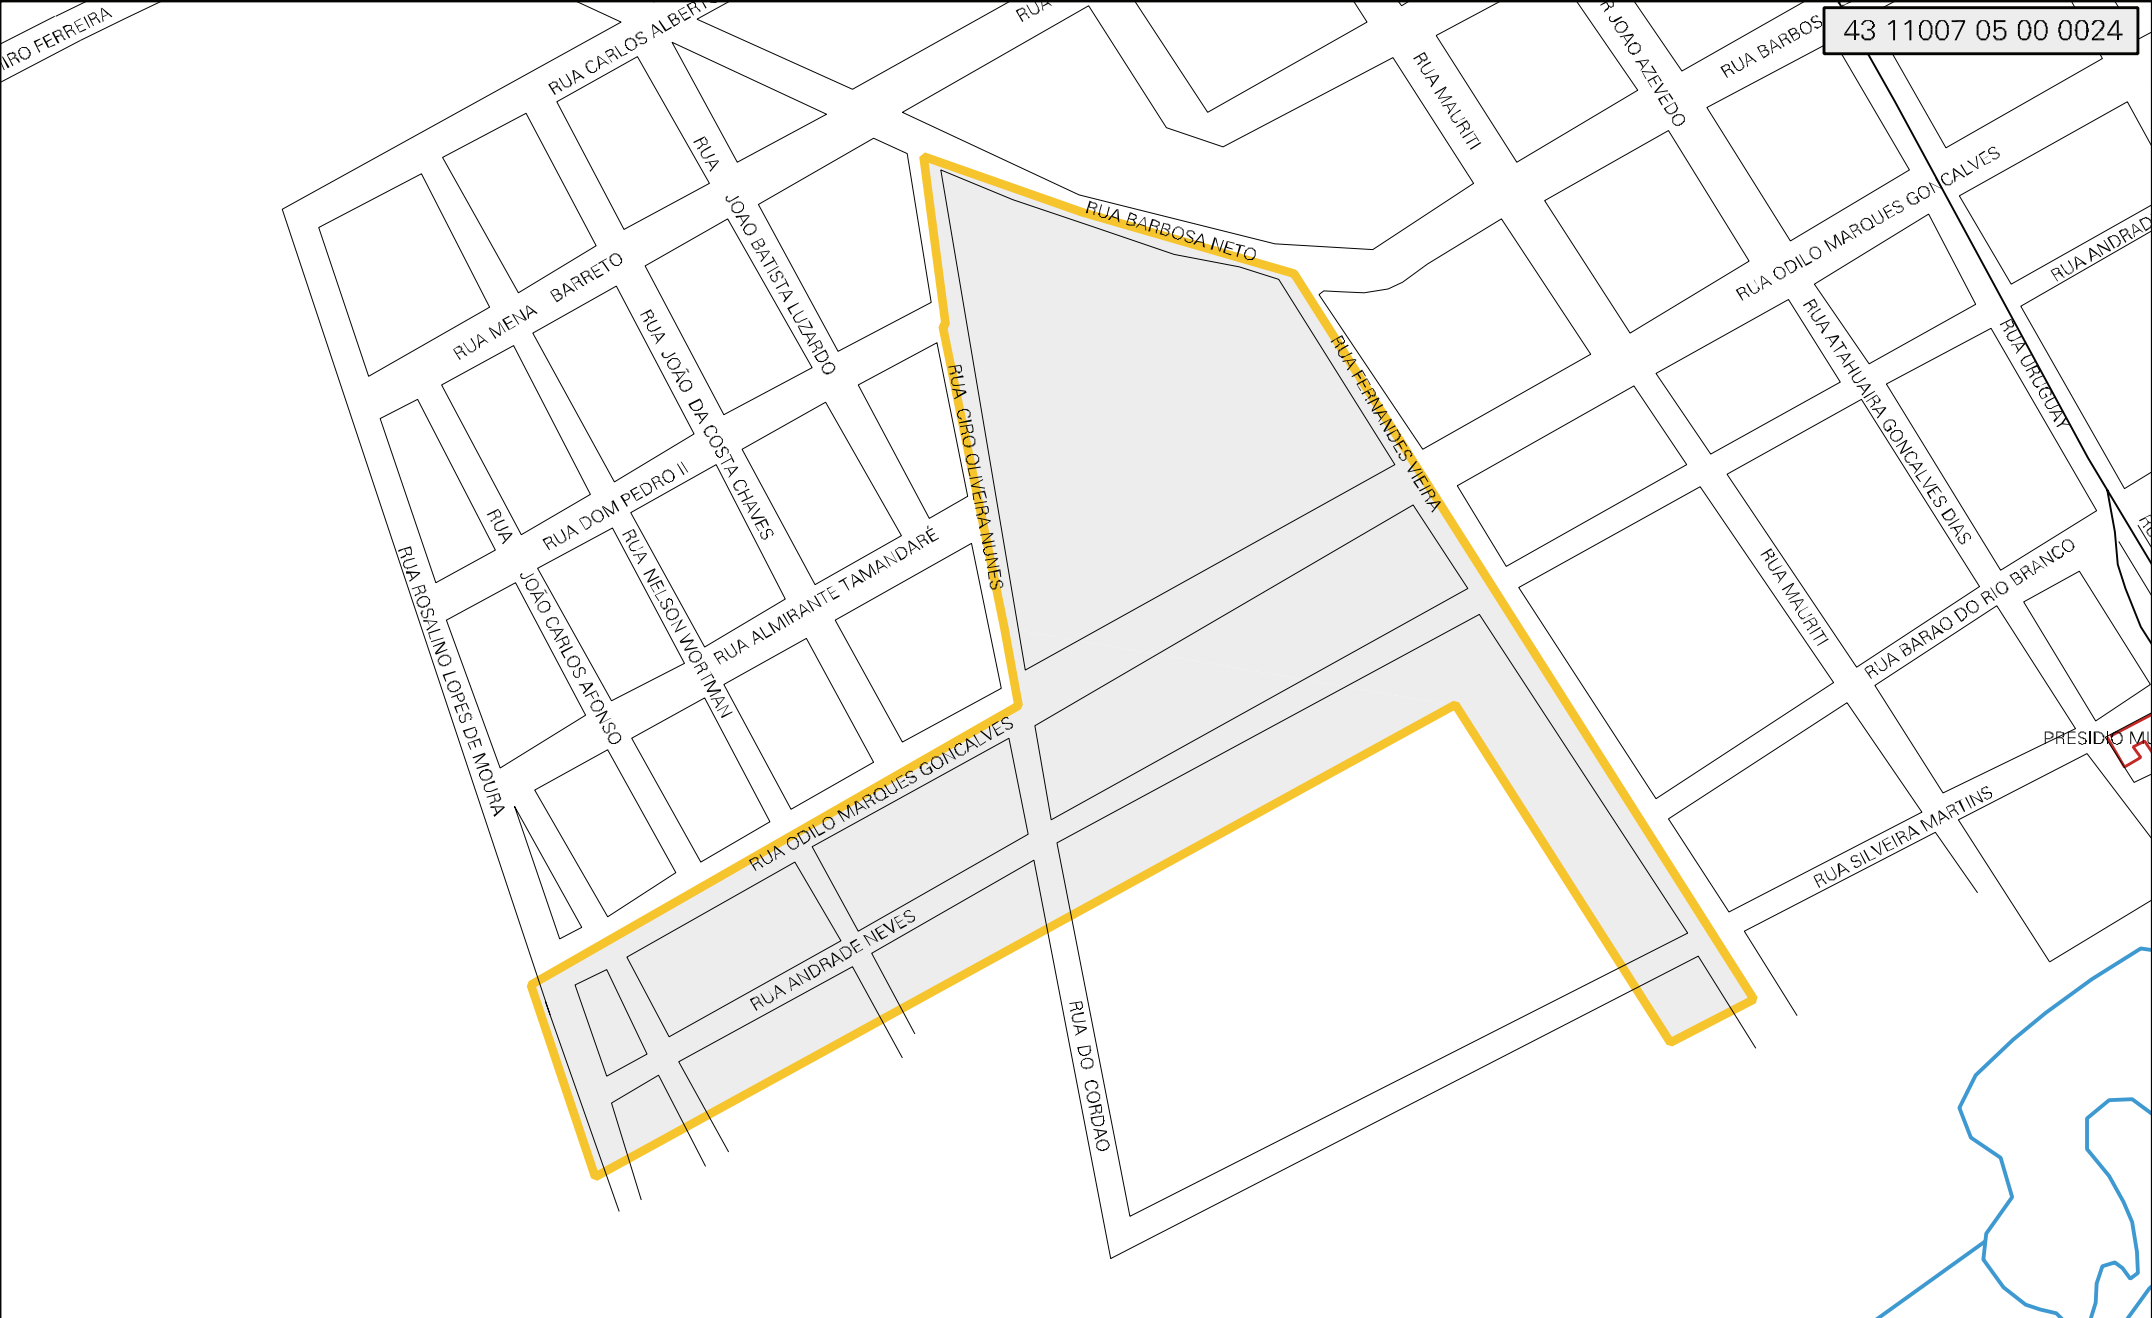 IRO FERREIRA
RUA CARLOS ALBERT
RUA
43 11007 05 00 0024
RUA BARBOS
R JOAO AZEVEDO
RUA MAURITI
RUA
JOAO BATISTA LUZARDO
RUA BARBOSA NETO
RUA ODILO MARQUES GONCALVES
RUA ANDRAD
RUA MENA BARRETO
RUA JOÃO DA COSTA CHAVES
RUA CIRO OLIVEIRA NUNES
RUA FERNANDES VIEIRA
RUA ATAHUAIRA GONCALVES DIAS
RUA URUGUAY
RUA DOM PEDRO II
RUA
JOÃO CARLOS AFONSO
RUA NELSON WORTMAN
RUA ALMIRANTE TAMANDARÉ
RUA ROSALINO LOPES DE MOURA
RUA MAURITI
RUA BARAO DO RIO BRANCO
PRESIDIO MU
RUA ODILO MARQUES GONCALVES
RUA SILVEIRA MARTINS
RUA ANDRADE NEVES
RUA DO CORDAO